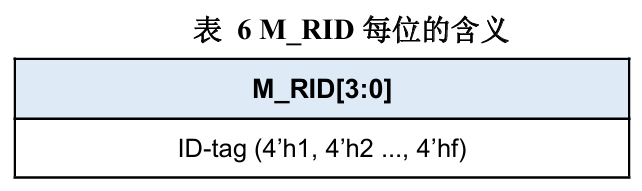 表 6 M_RID 每位的含义
M_RID[3:0]
ID-tag (4’h1, 4’h2 ..., 4’hf)